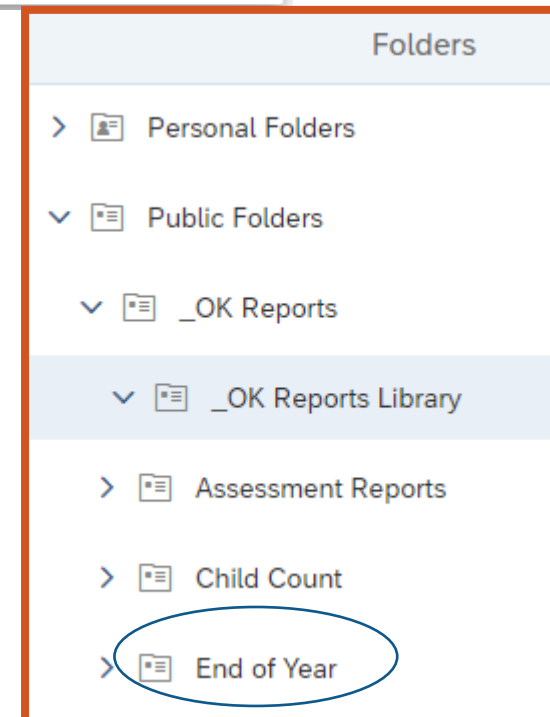 Folders
Personal Folders
Public Folders
_OK Reports
_OK Reports Library
Assessment Reports
Child Count
End of Year